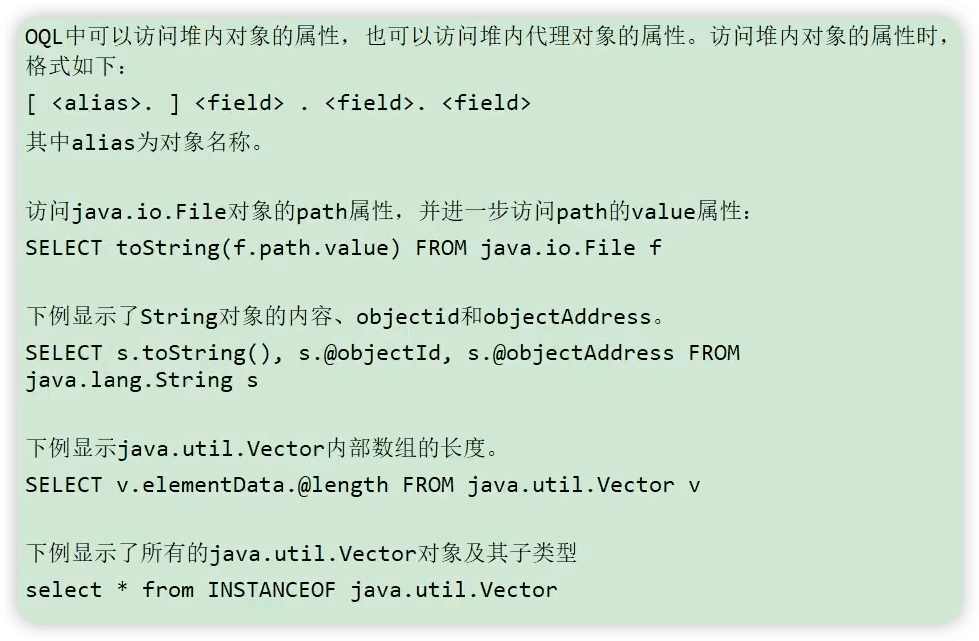 OQL中可以访问堆内对象的属性，也可以访问堆内代理对象的属性。访问堆内对象的属性时，
格式如下：
[ <alias>. ] <field> . <field>. <field>
其中alias为对象名称。
访问java.io.File对象的path属性，并进一步访问path的value属性：
SELECT toString(f.path.value) FROM java.io.File f
下例显示了String对象的内容、objectid和objectAddress。
SELECT s.toString(), s.@objectId, s.@objectAddress FROM
java.lang.String s
下例显示java.util.Vector内部数组的长度。
SELECT v.elementData.@length FROM java.util.Vector v
下例显示了所有的java.util.Vector对象及其子类型
select * from INSTANCEOF java.util.Vector